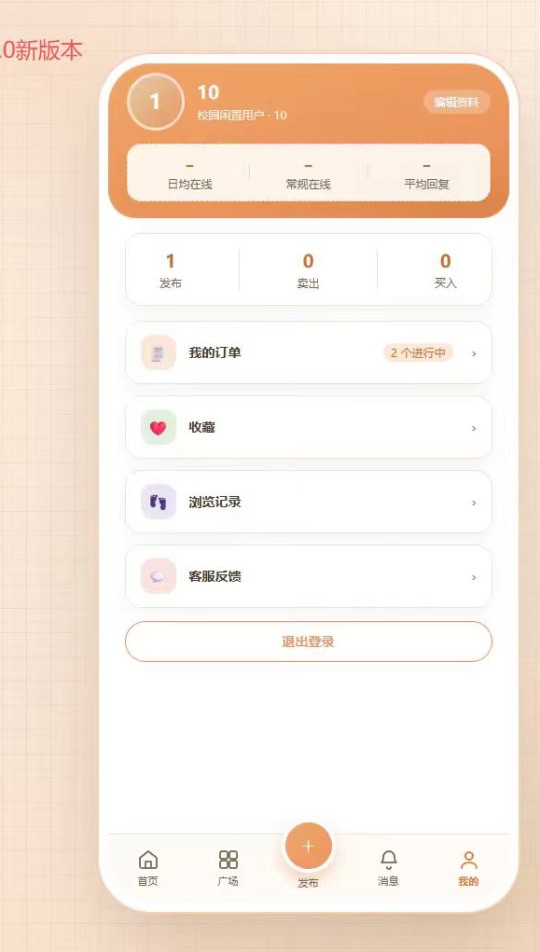 .0新版本
1
10
校园闲置用户 · 10
编辑资料
– – –
日均在线 常规在线 平均回复
1 0 0
发布 卖出 买入
我的订单 2 个进行中 ›
收藏 ›
浏览记录 ›
客服反馈 ›
退出登录
首页 广场 发布 消息 我的